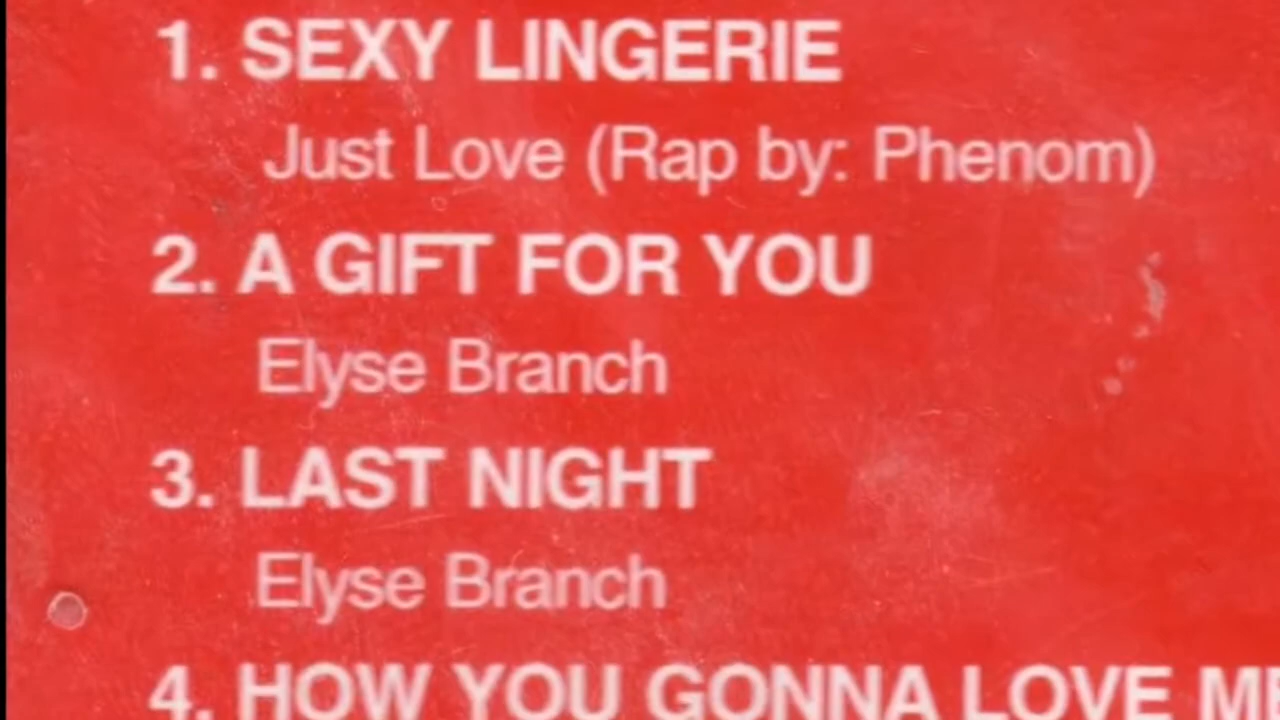 1. SEXY LINGERIE
Just Love (Rap by: Phenom)
2. A GIFT FOR YOU
Elyse Branch
3. LAST NIGHT
Elyse Branch
4. HOW YOU GONNA LOVE ME